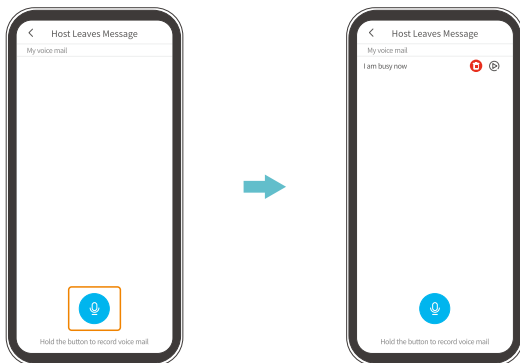 Host Leaves Message
My voice mail
Hold the button to record voice mail
Host Leaves Message
My voice mail
I am busy now
Hold the button to record voice mail